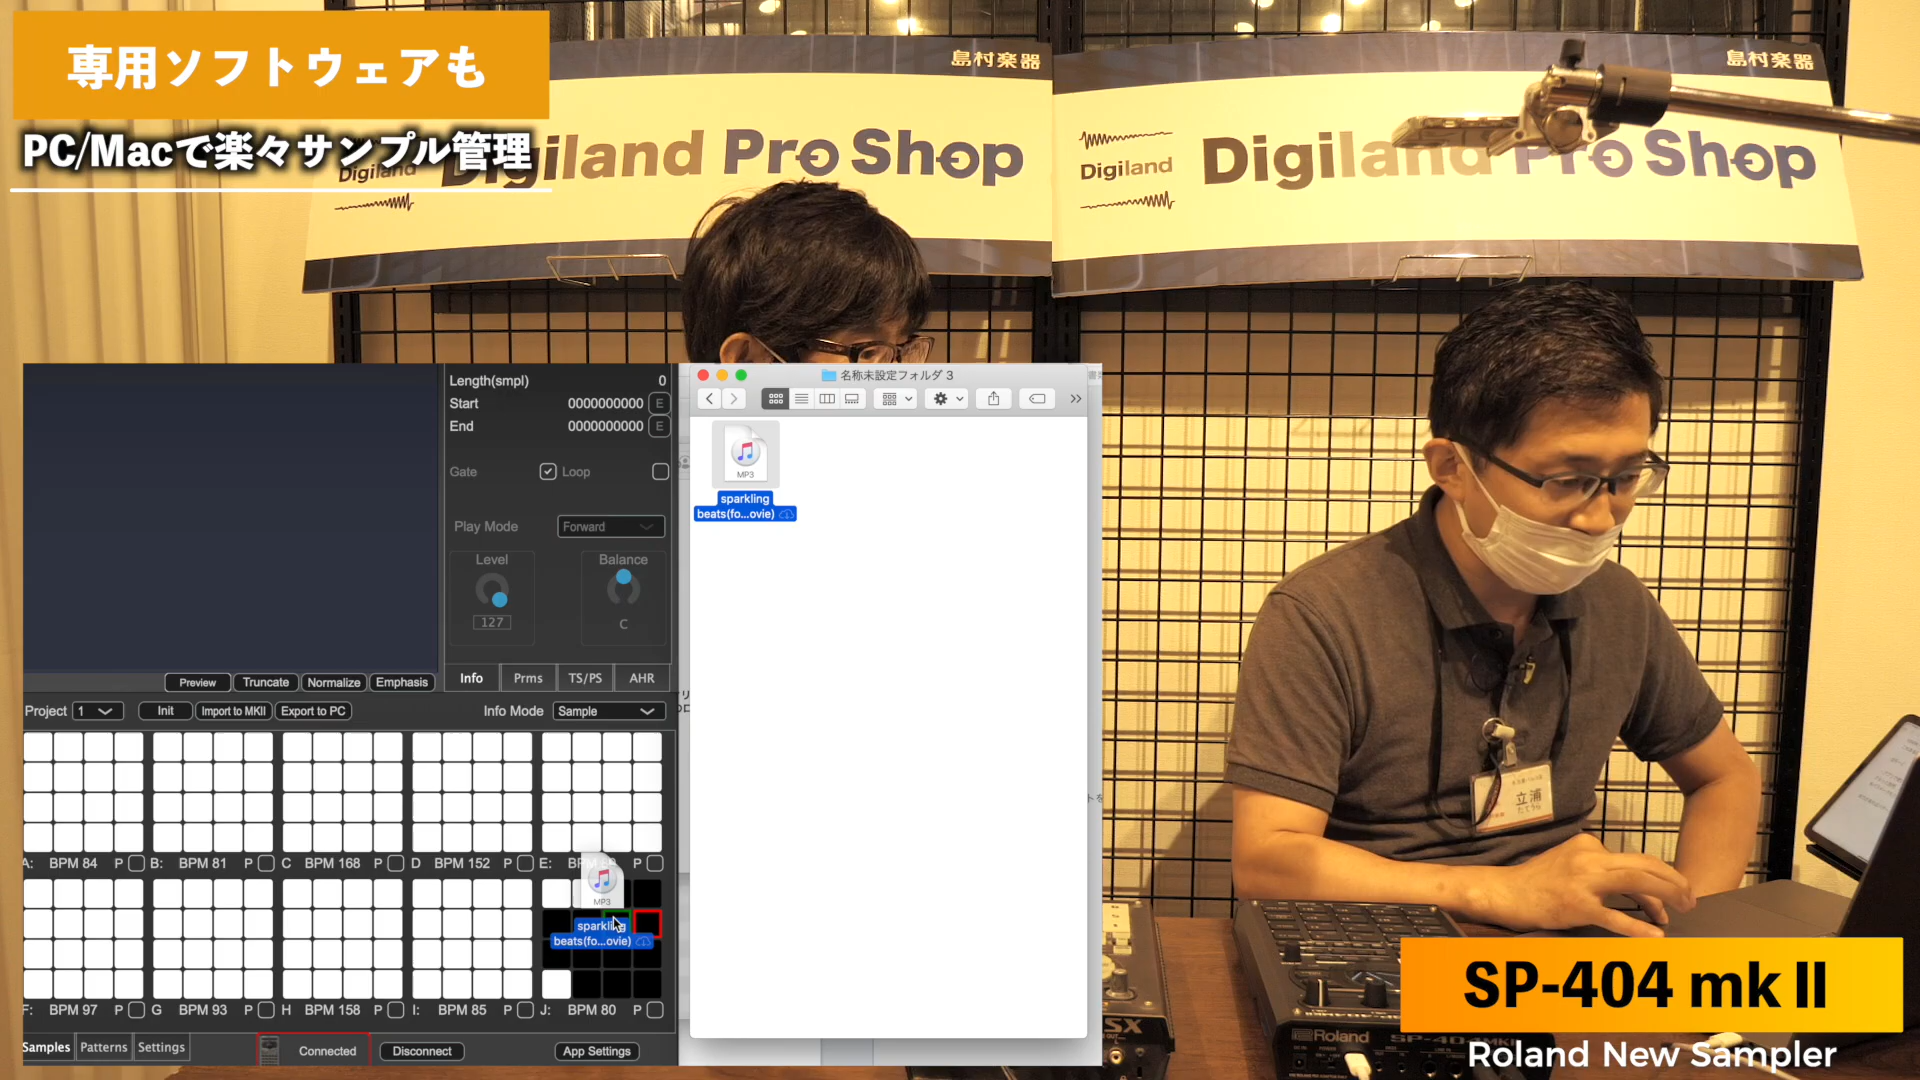 専用ソフトウェアも
PC/Macで楽々サンプル管理
島村楽器
島村楽器
Digiland
Digiland Pro Shop
Digiland
Digiland Pro Shop
Length(smpl) 0
Start 0000000000 E
End 0000000000 E
Gate Loop
Play Mode Forward
Level Balance
127 C
Preview Truncate Normalize Emphasis
Info Prms TS/PS AHR
Project 1 Init Import to MKII Export to PC Info Mode Sample
A: BPM 84 P B: BPM 81 P C BPM 168 P D BPM 152 P E: P
F: BPM 97 P G BPM 93 P H BPM 158 P I: BPM 85 P J: BPM 80 P
Samples Patterns Settings Connected Disconnect App Settings
名称未設定フォルダ 3
MP3
sparkling
beats(fo...ovie)
MP3
sparkling
beats(fo...ovie)
立浦
SX
Roland
SP-404 mk II
Roland New Sampler